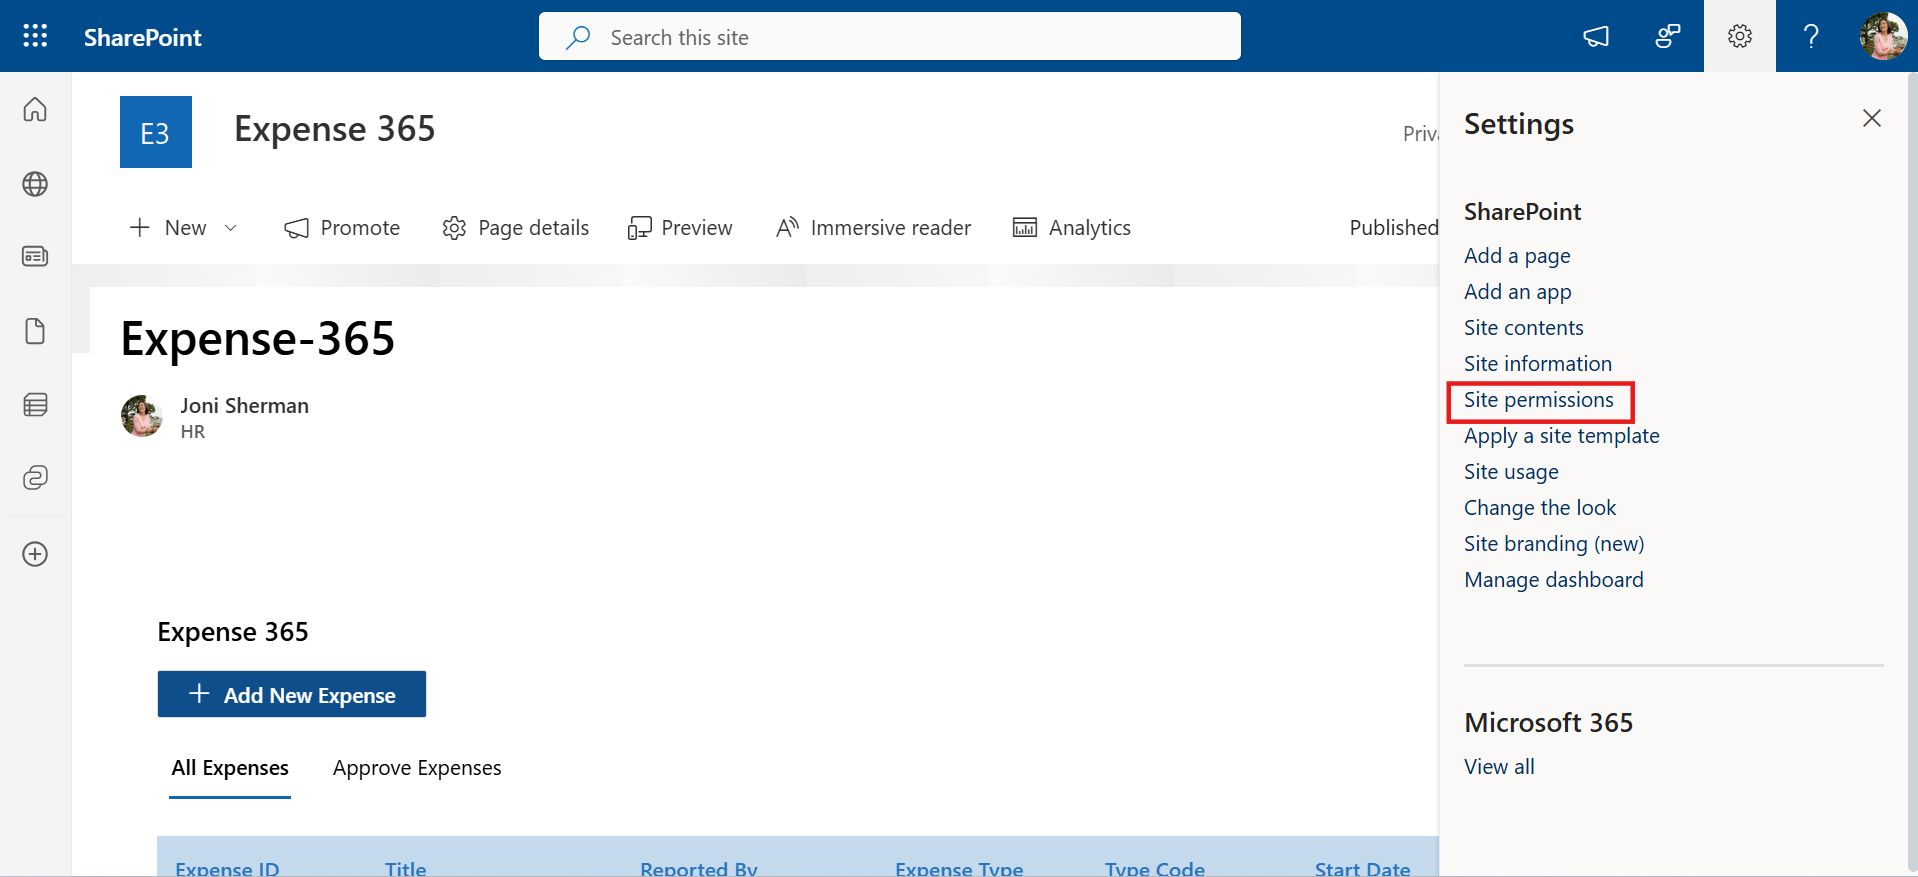 SharePoint
Search this site
E3
Expense 365
Priv
New
Promote
Page details
Preview
Immersive reader
Analytics
Published
Expense-365
Joni Sherman
HR
Expense 365
Add New Expense
All Expenses
Approve Expenses
Expense ID
Title
Reported By
Expense Type
Type Code
Start Date
Settings
SharePoint
Add a page
Add an app
Site contents
Site information
Site permissions
Apply a site template
Site usage
Change the look
Site branding (new)
Manage dashboard
Microsoft 365
View all